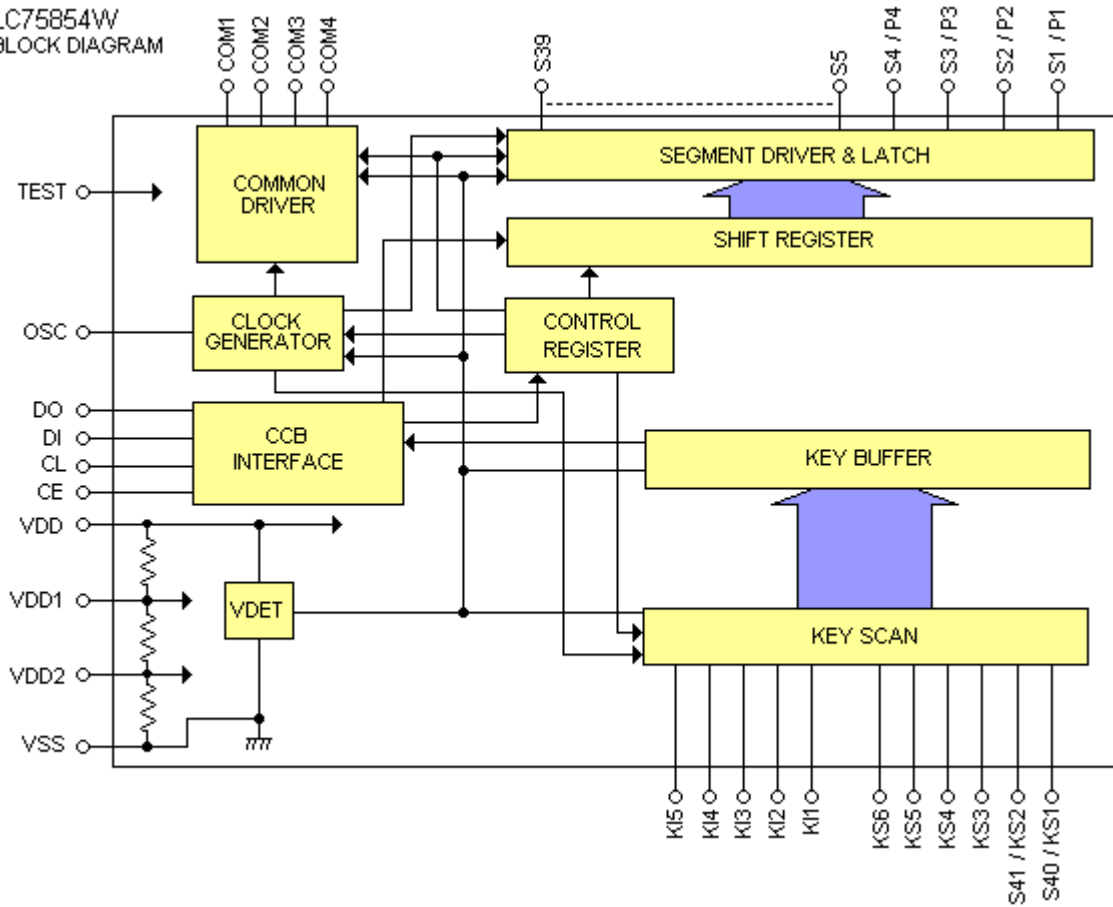 LC75854W
BLOCK DIAGRAM
COM1
COM2
COM3
COM4
S39
S5
S4 / P4
S3 / P3
S2 / P2
S1 / P1
TEST
COMMON
DRIVER
SEGMENT DRIVER & LATCH
SHIFT REGISTER
OSC
CLOCK
GENERATOR
CONTROL
REGISTER
DO
DI
CL
CE
CCB
INTERFACE
KEY BUFFER
VDD
VDD1
VDET
KEY SCAN
VDD2
VSS
KI5
KI4
KI3
KI2
KI1
KS6
KS5
KS4
KS3
S41 / KS2
S40 / KS1